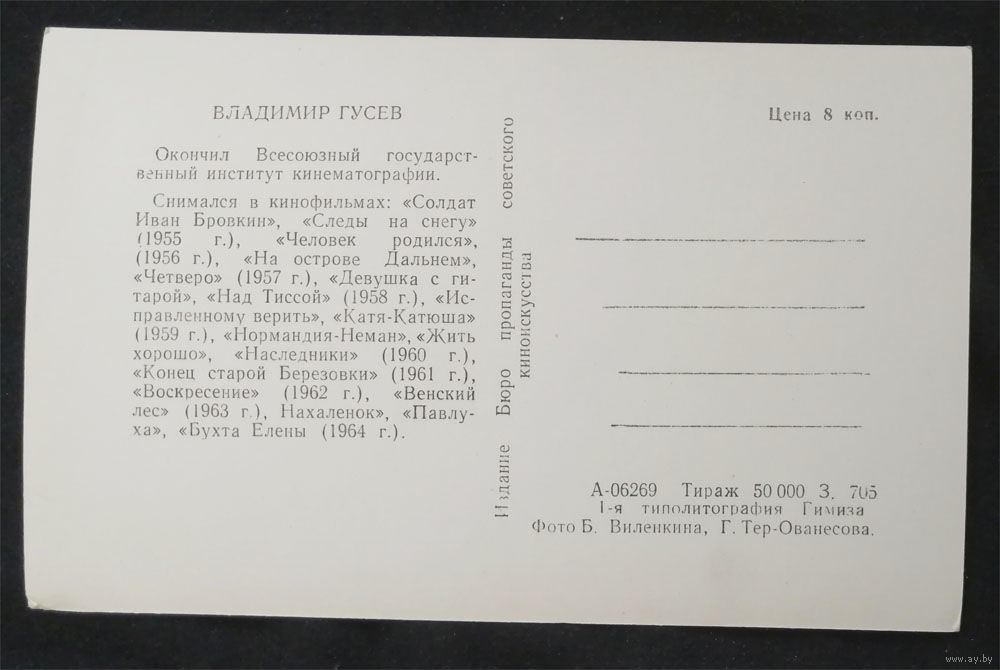 ВЛАДИМИР ГУСЕВ
Окончил Всесоюзный государст-
венный институт кинематографии.
Снимался в кинофильмах: «Солдат
Иван Бровкин», «Следы на снегу»
(1955 г.), «Человек родился»,
(1956 г.), «На острове Дальнем»,
«Четверо» (1957 г.), «Девушка с ги-
тарой», «Над Тиссой» (1958 г.), «Ис-
правленному верить», «Катя-Катюша»
(1959 г.), «Нормандия-Неман», «Жить
хорошо», «Наследники» (1960 г.),
«Конец старой Березовки» (1961 г.),
«Воскресение» (1962 г.), «Венский
лес» (1963 г.), Нахаленок», «Павлу-
ха», «Бухта Елены (1964 г.).
Издание Бюро пропаганды советского
киноискусства
Цена 8 коп.
А-06269 Тираж 50 000 З. 705
1-я типолитография Гимиза
Фото Б. Виленкина, Г. Тер-Ованесова.
www.ay.by